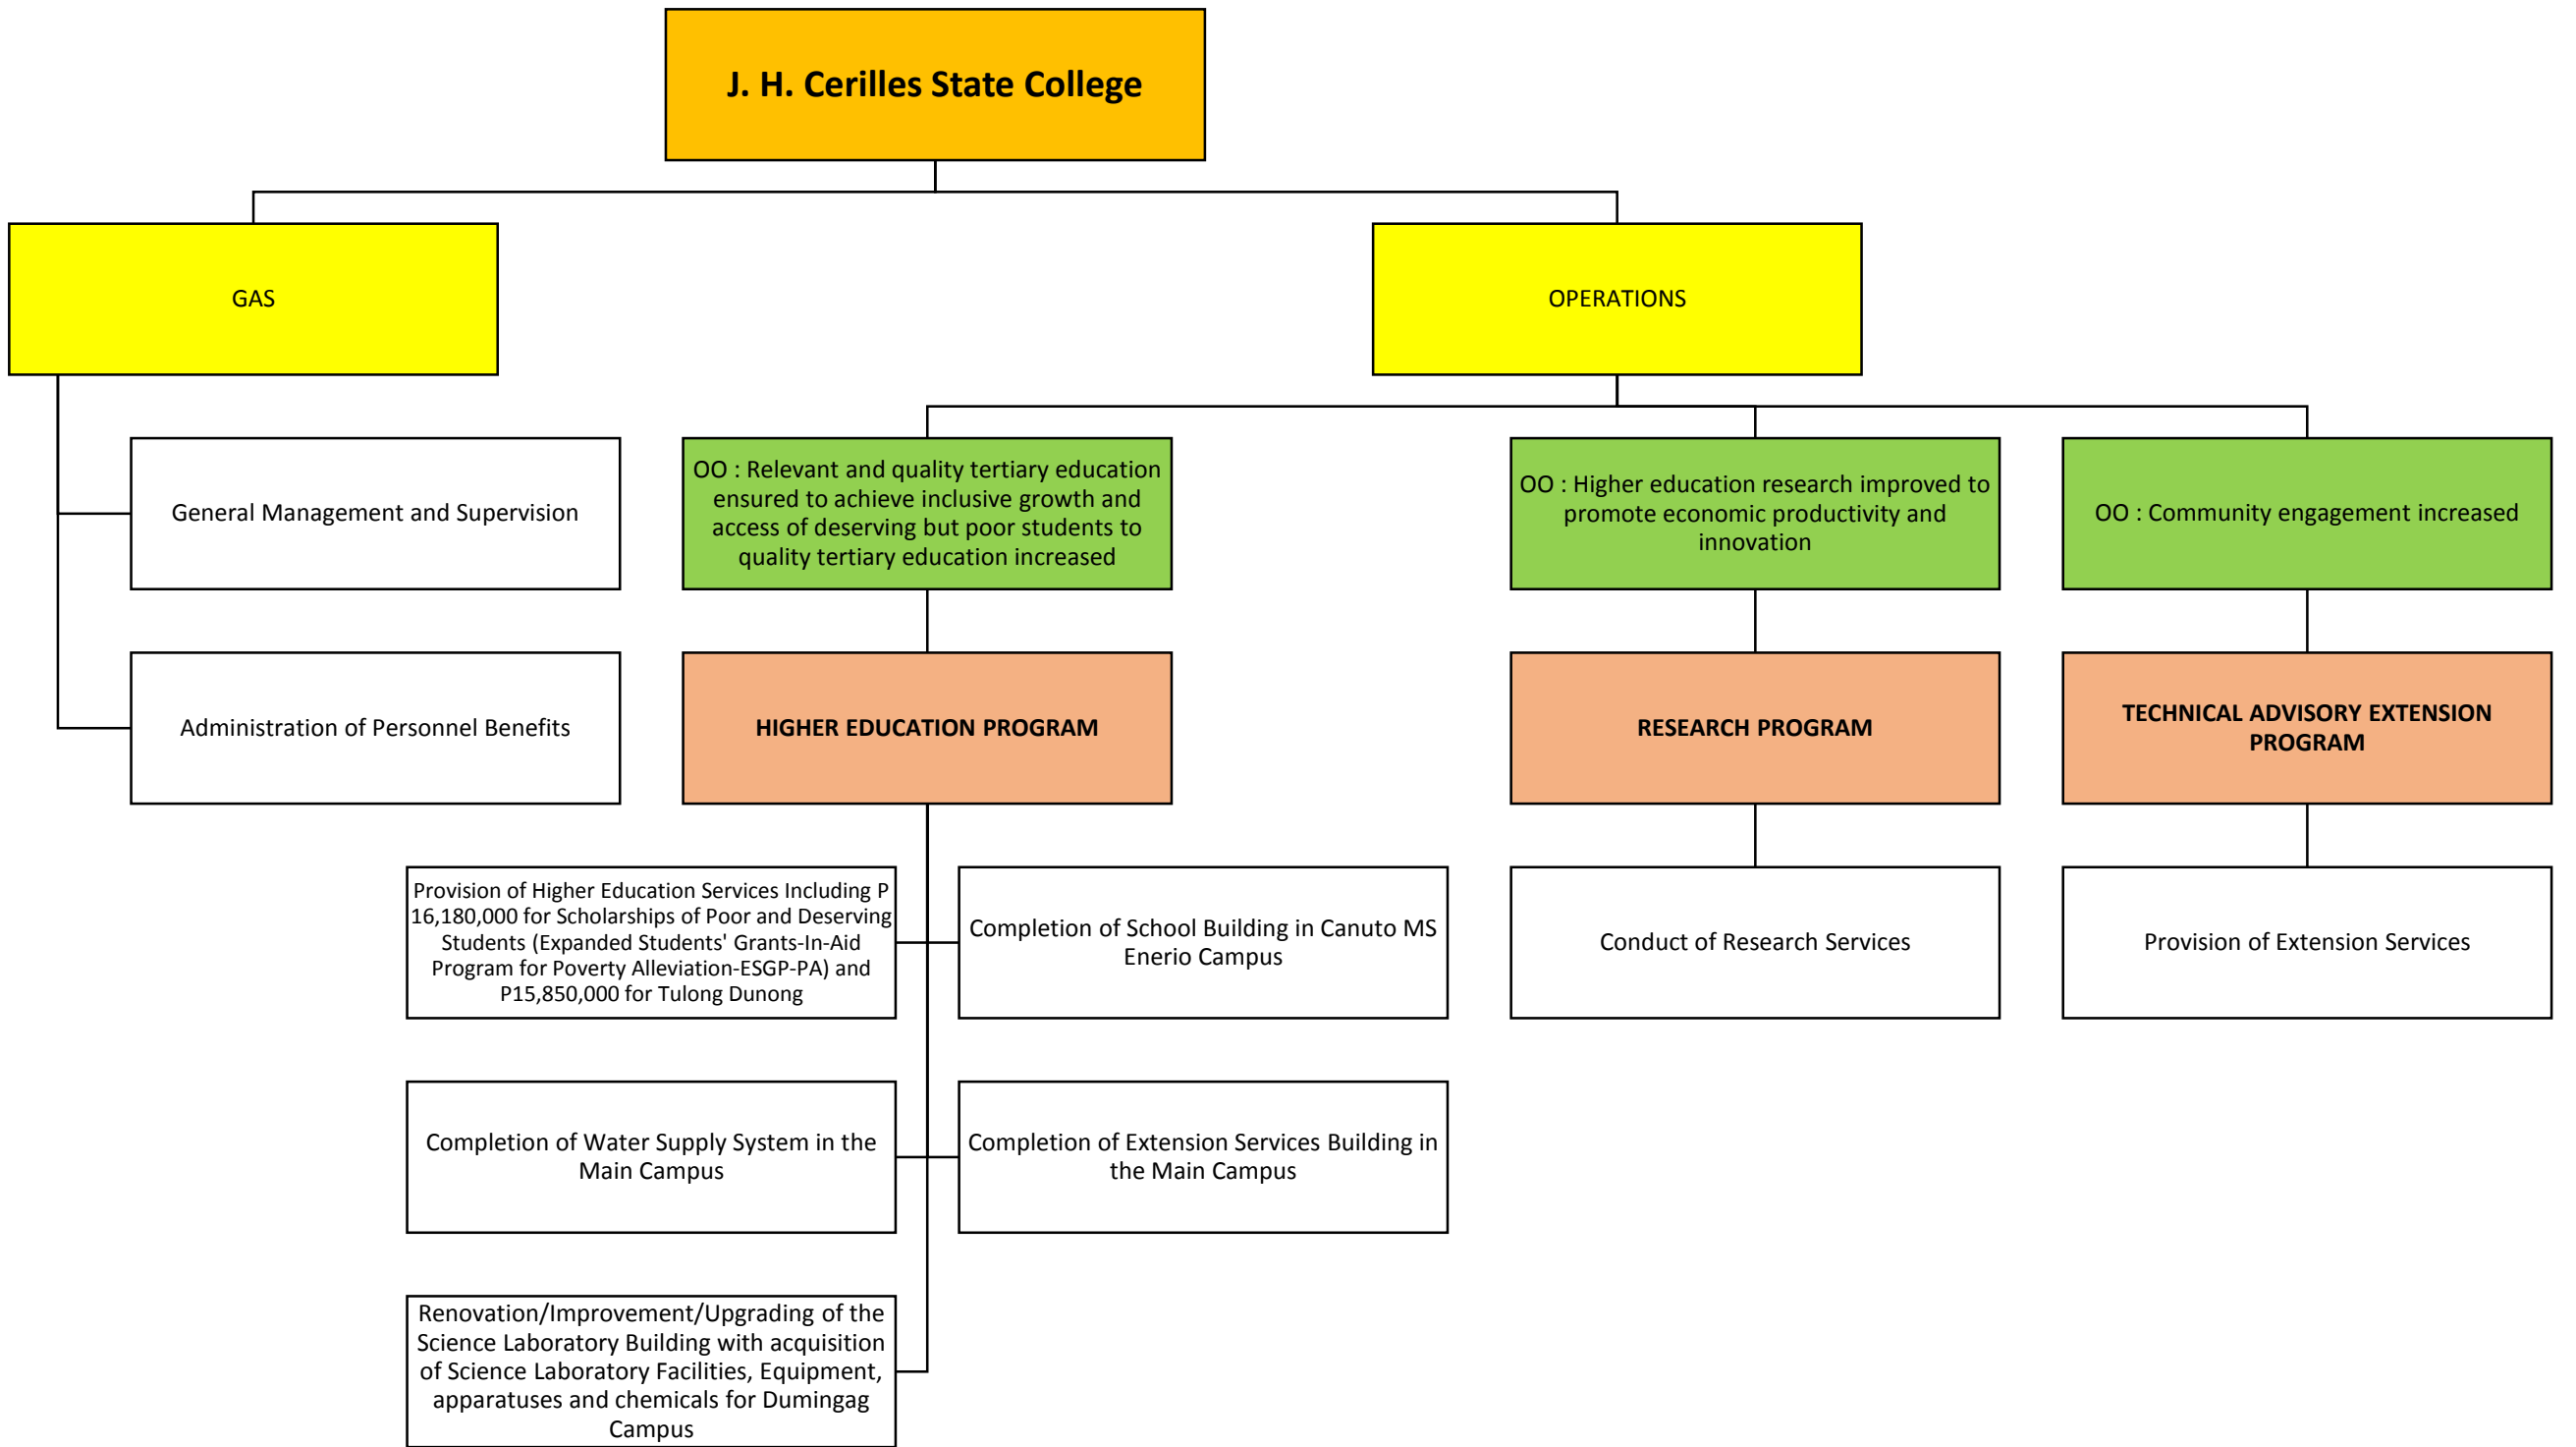 J. H. Cerilles State College
GAS
OPERATIONS
General Management and Supervision
OO : Relevant and quality tertiary education
ensured to achieve inclusive growth and
access of deserving but poor students to
quality tertiary education increased
OO : Higher education research improved to
promote economic productivity and
innovation
OO : Community engagement increased
Administration of Personnel Benefits
HIGHER EDUCATION PROGRAM
RESEARCH PROGRAM
TECHNICAL ADVISORY EXTENSION
PROGRAM
Provision of Higher Education Services Including P
16,180,000 for Scholarships of Poor and Deserving
Students (Expanded Students' Grants-In-Aid
Program for Poverty Alleviation-ESGP-PA) and
P15,850,000 for Tulong Dunong
Completion of School Building in Canuto MS
Enerio Campus
Conduct of Research Services
Provision of Extension Services
Completion of Water Supply System in the
Main Campus
Completion of Extension Services Building in
the Main Campus
Renovation/Improvement/Upgrading of the
Science Laboratory Building with acquisition
of Science Laboratory Facilities, Equipment,
apparatuses and chemicals for Dumingag
Campus